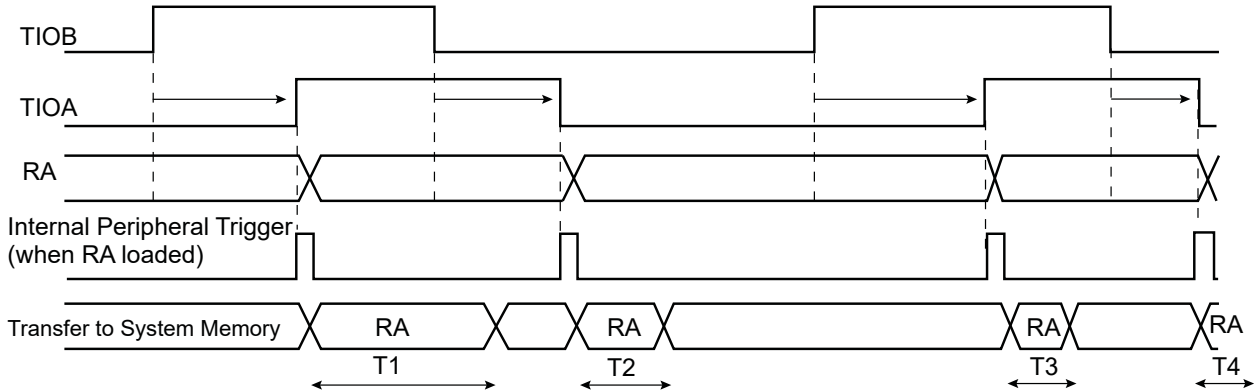 TIOB
TIOA
RA
Internal Peripheral Trigger
(when RA loaded)
Transfer to System Memory
RA
RA
RA
RA
T1
T2
T3
T4